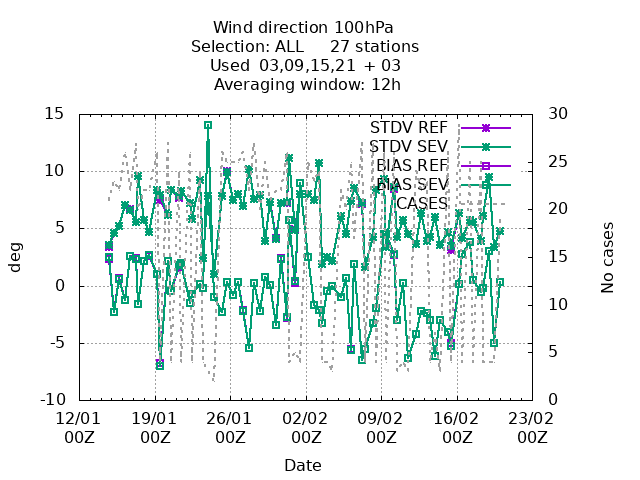 Wind direction 100hPa
Selection: ALL 27 stations
Used 03,09,15,21 + 03
Averaging window: 12h
15
10
5
0
-5
-10
deg
30
25
20
15
10
5
0
No cases
STDV REF
STDV SEV
BIAS REF
BIAS SEV
CASES
12/01 19/01 26/01 02/02 09/02 16/02 23/02
00Z 00Z 00Z 00Z 00Z 00Z 00Z
Date